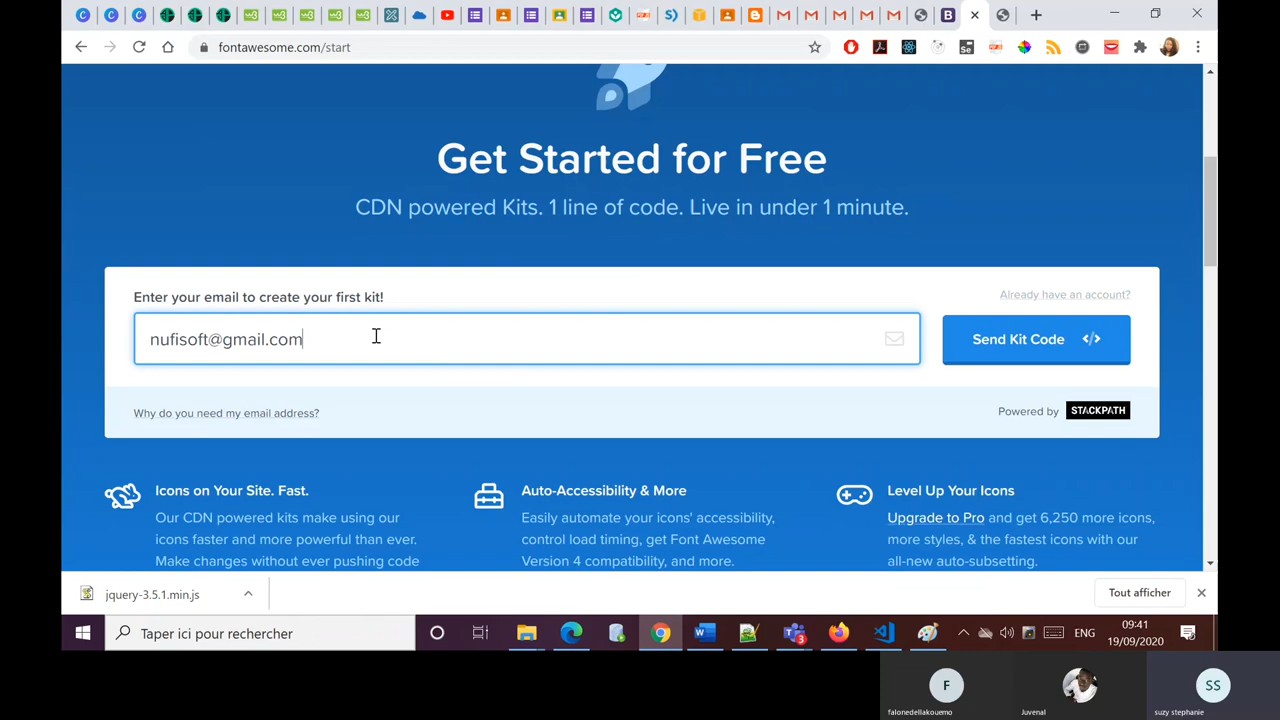 fontawesome.com/start
Get Started for Free
CDN powered Kits. 1 line of code. Live in under 1 minute.
Enter your email to create your first kit!
Already have an account?
nufisoft@gmail.com
Send Kit Code
Why do you need my email address?
Powered by STACKPATH
Icons on Your Site. Fast.
Our CDN powered kits make using our
icons faster and more powerful than ever.
Make changes without ever pushing code
Auto-Accessibility & More
Easily automate your icons' accessibility,
control load timing, get Font Awesome
Version 4 compatibility, and more.
Level Up Your Icons
Upgrade to Pro and get 6,250 more icons,
more styles, & the fastest icons with our
all-new auto-subsetting.
jquery-3.5.1.min.js
Tout afficher
Taper ici pour rechercher
3
ENG
09:41
19/09/2020
F
SS
falonedellakouemo
Juvenal
suzy stephanie